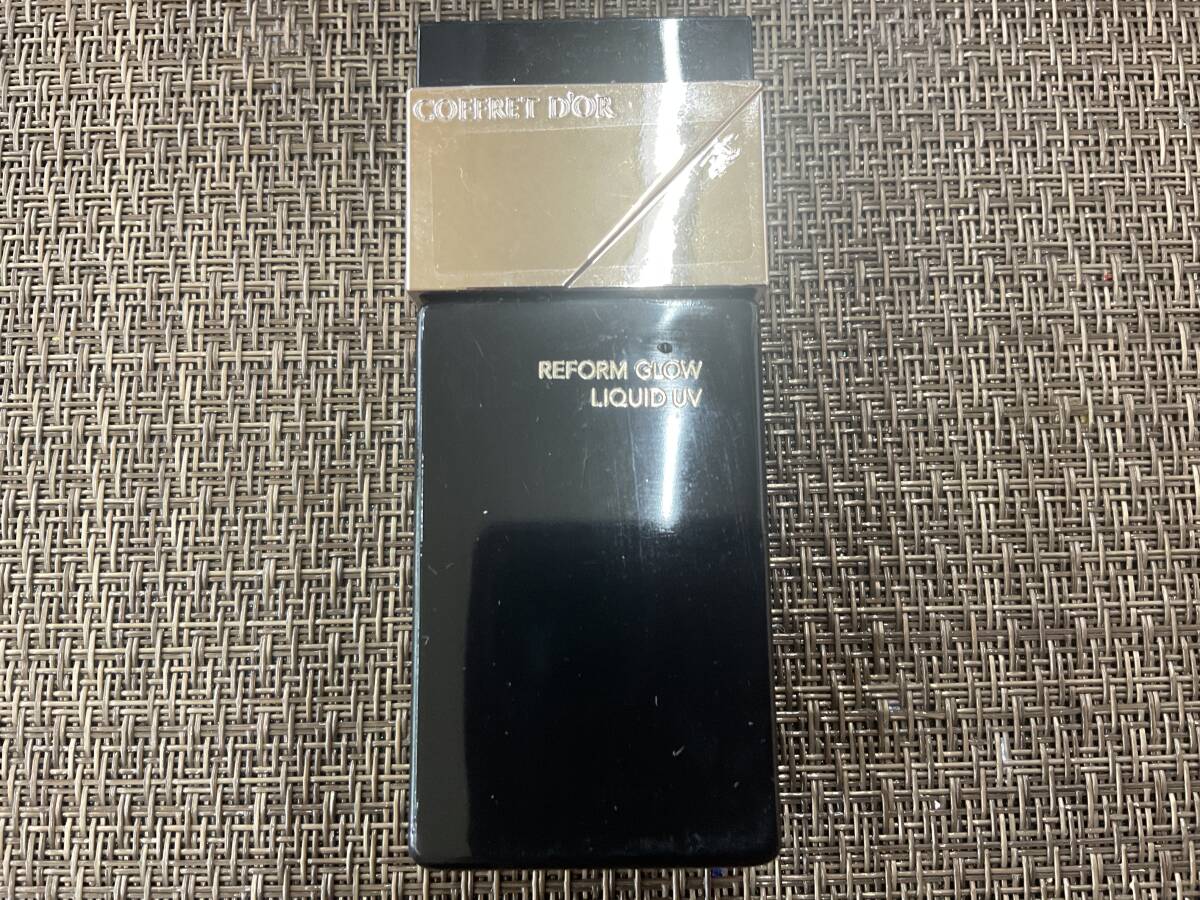 COFFRET D'OR
REFORM GLOW
LIQUID UV